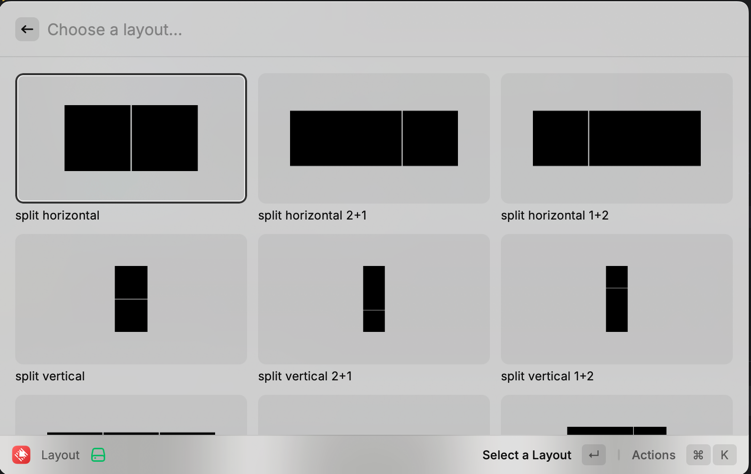 Choose a layout...
split horizontal
split horizontal 2+1
split horizontal 1+2
split vertical
split vertical 2+1
split vertical 1+2
Layout
Select a Layout
Actions
⌘
K